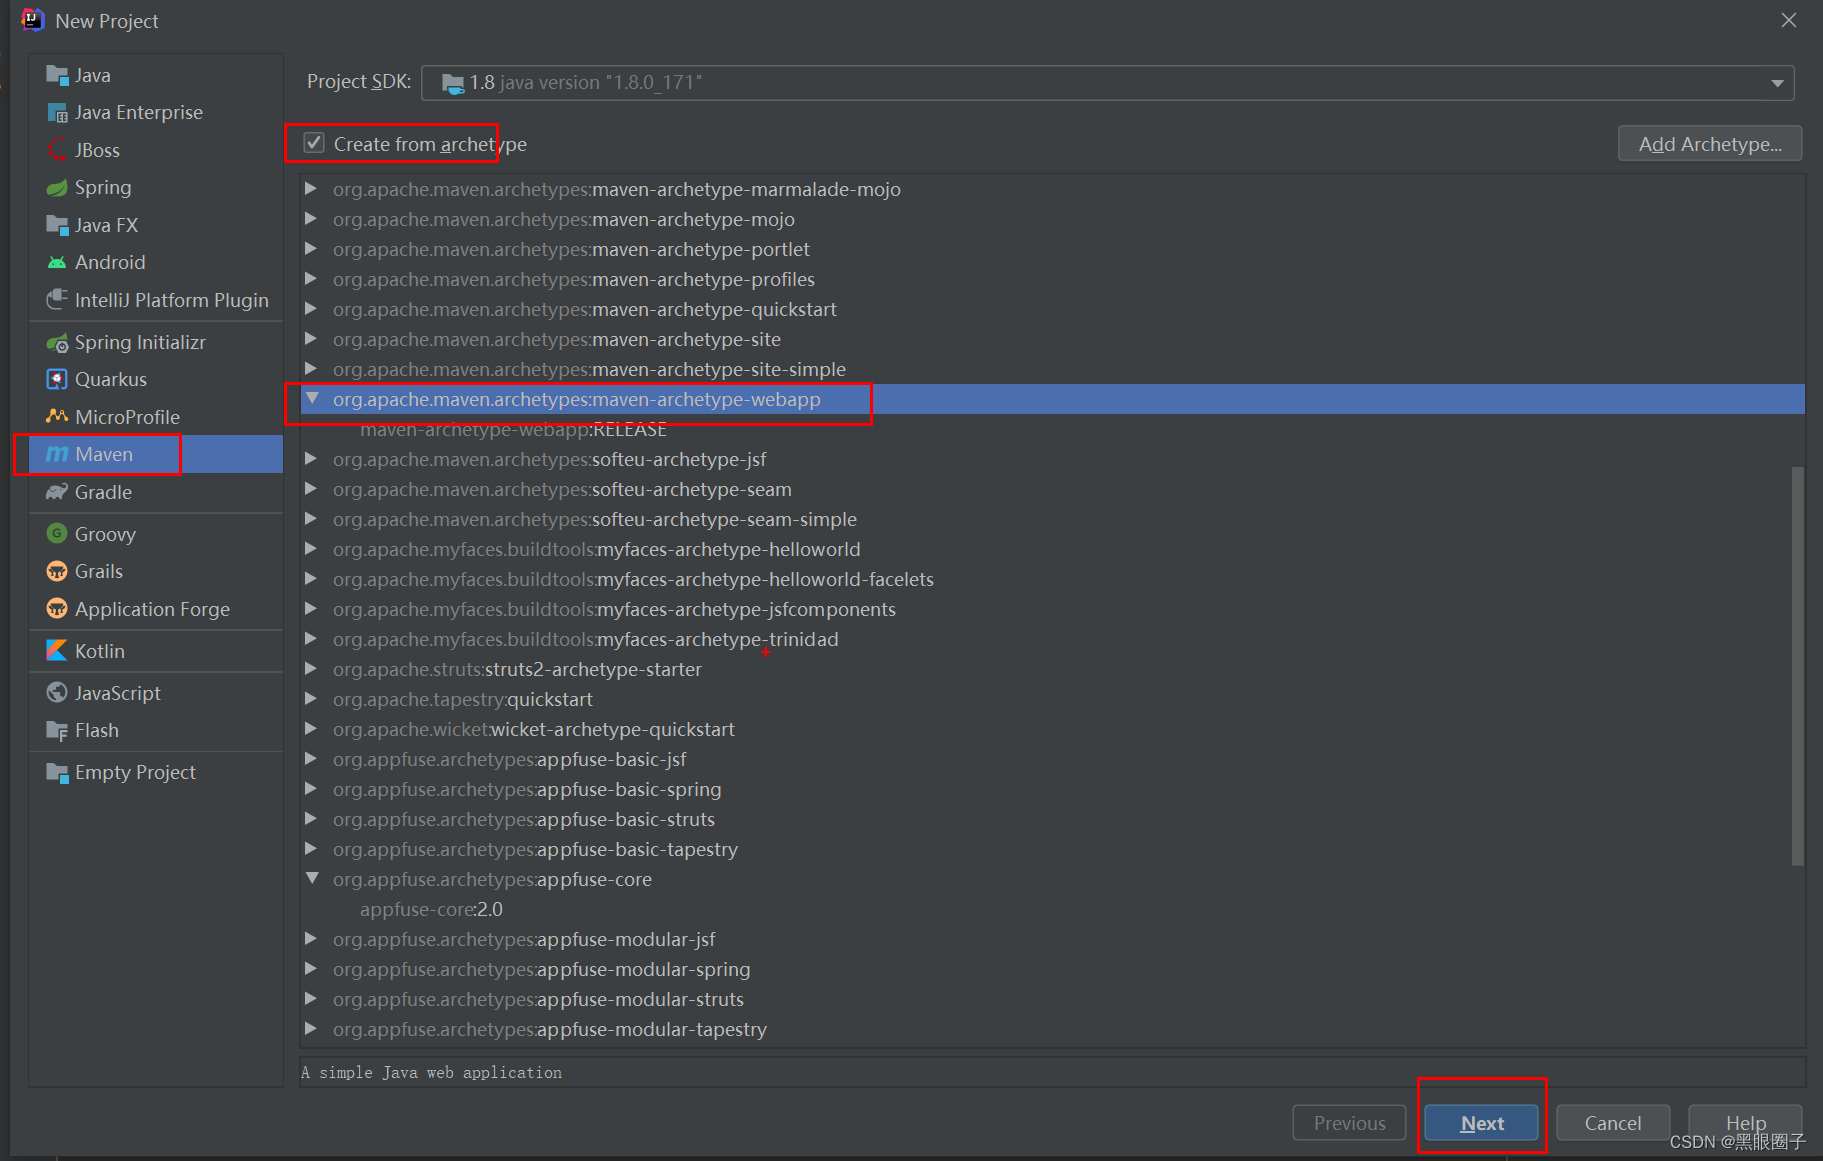 New Project
Java
Java Enterprise
JBoss
Spring
Java FX
Android
IntelliJ Platform Plugin
Spring Initializr
Quarkus
MicroProfile
Maven
Gradle
Groovy
Grails
Application Forge
Kotlin
JavaScript
Flash
Empty Project
Project SDK: 1.8 java version "1.8.0_171"
Create from archetype
Add Archetype...
org.apache.maven.archetypes:maven-archetype-marmalade-mojo
org.apache.maven.archetypes:maven-archetype-mojo
org.apache.maven.archetypes:maven-archetype-portlet
org.apache.maven.archetypes:maven-archetype-profiles
org.apache.maven.archetypes:maven-archetype-quickstart
org.apache.maven.archetypes:maven-archetype-site
org.apache.maven.archetypes:maven-archetype-site-simple
org.apache.maven.archetypes:maven-archetype-webapp
maven-archetype-webapp:RELEASE
org.apache.maven.archetypes:softeu-archetype-jsf
org.apache.maven.archetypes:softeu-archetype-seam
org.apache.maven.archetypes:softeu-archetype-seam-simple
org.apache.myfaces.buildtools:myfaces-archetype-helloworld
org.apache.myfaces.buildtools:myfaces-archetype-helloworld-facelets
org.apache.myfaces.buildtools:myfaces-archetype-jsfcomponents
org.apache.myfaces.buildtools:myfaces-archetype-trinidad
org.apache.struts:struts2-archetype-starter
org.apache.tapestry:quickstart
org.apache.wicket:wicket-archetype-quickstart
org.appfuse.archetypes:appfuse-basic-jsf
org.appfuse.archetypes:appfuse-basic-spring
org.appfuse.archetypes:appfuse-basic-struts
org.appfuse.archetypes:appfuse-basic-tapestry
org.appfuse.archetypes:appfuse-core
appfuse-core:2.0
org.appfuse.archetypes:appfuse-modular-jsf
org.appfuse.archetypes:appfuse-modular-spring
org.appfuse.archetypes:appfuse-modular-struts
org.appfuse.archetypes:appfuse-modular-tapestry
A simple Java web application
Previous
Next
Cancel
Help
CSDN @黑眼圈子